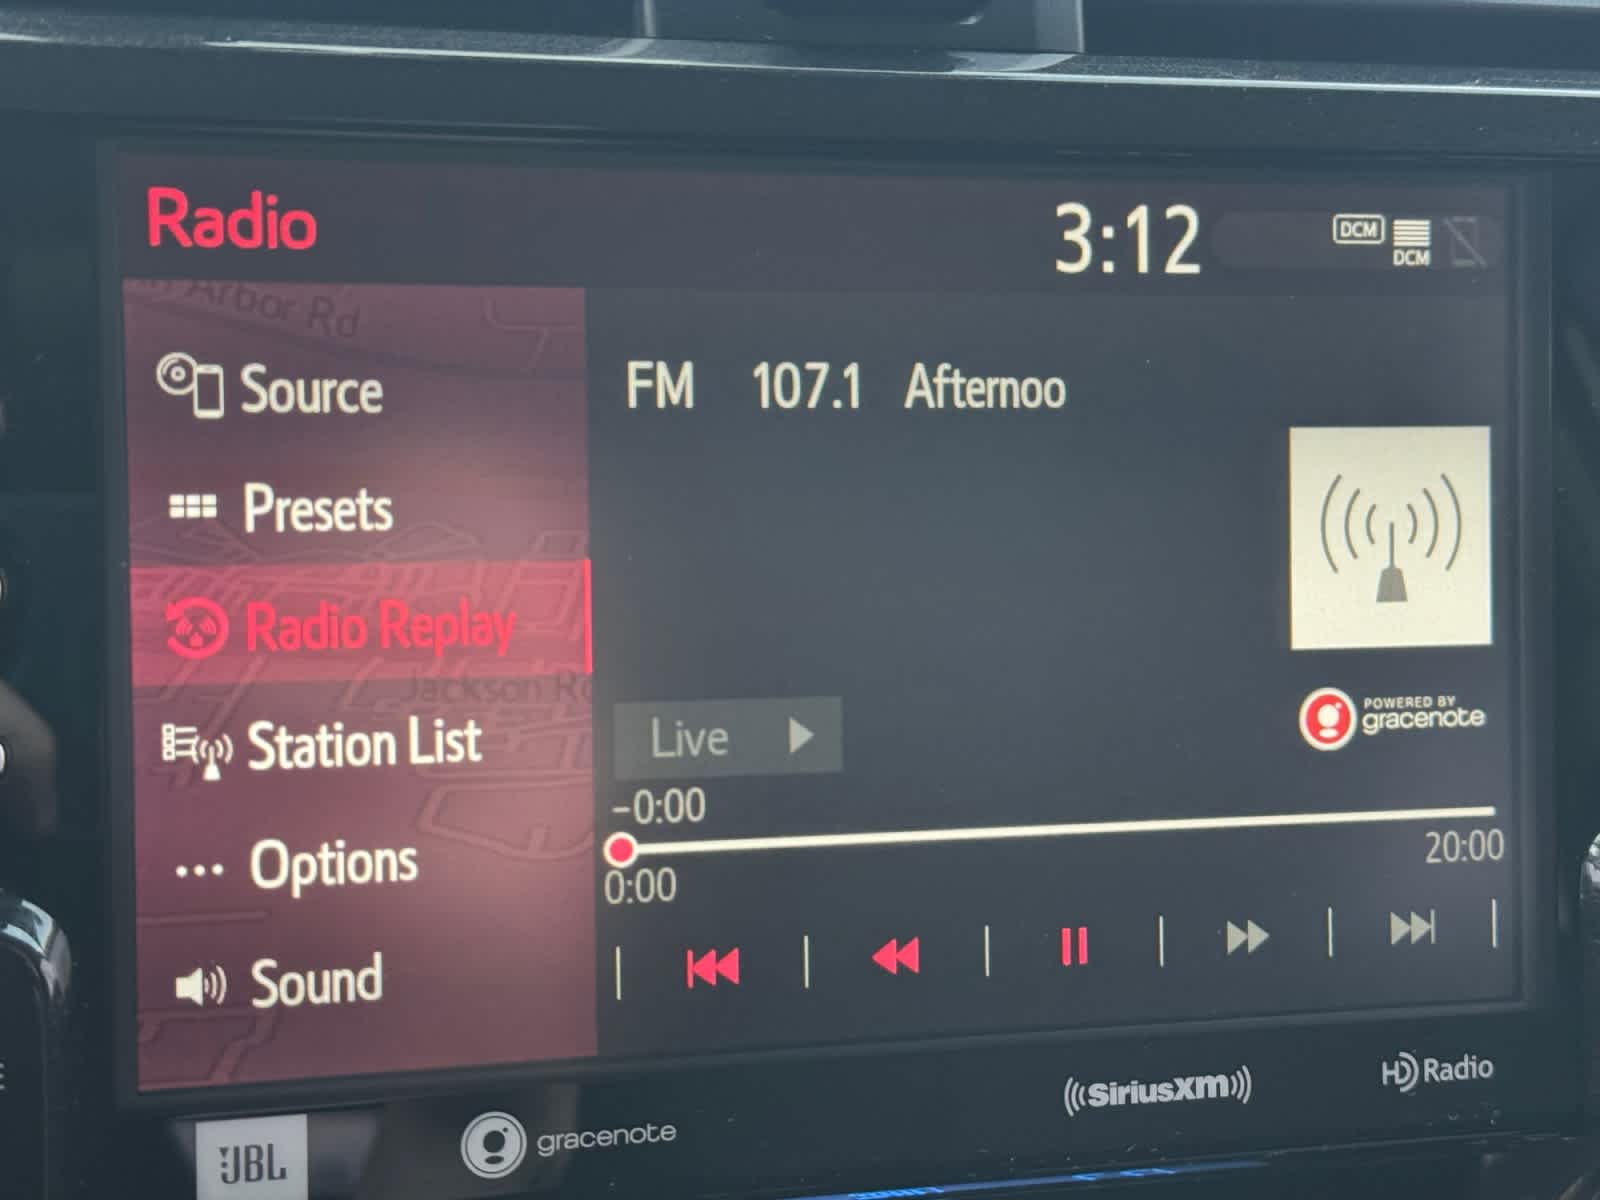 Radio
3:12
DCM
DCM
Arbor Rd
Source
FM 107.1 Afternoo
Presets
Radio Replay
Jackson Rd
Station List
POWERED BY
gracenote
Live
-0:00
20:00
0:00
Options
Sound
((SiriusXM))
HD Radio
JBL
gracenote